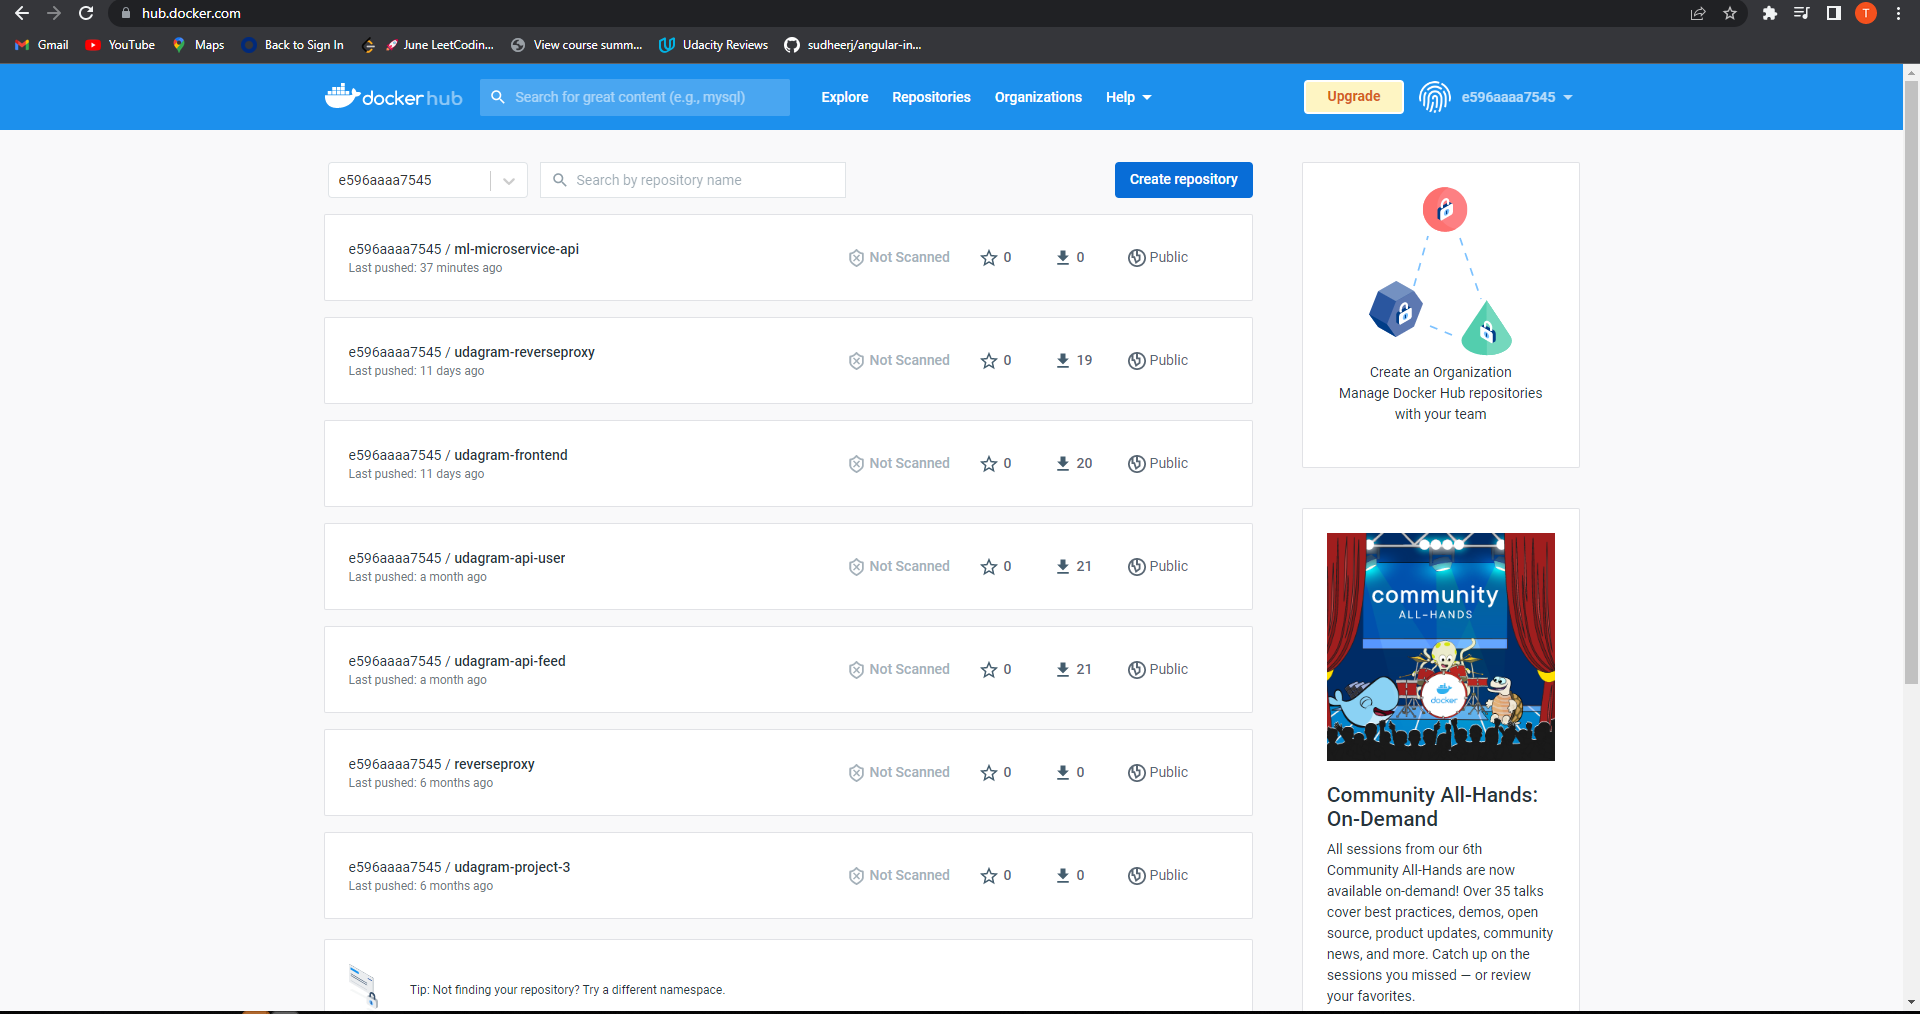 hub.docker.com
Gmail YouTube Maps Back to Sign In June LeetCodin... View course summ... Udacity Reviews sudheerj/angular-in...
T
docker hub Search for great content (e.g., mysql) Explore Repositories Organizations Help Upgrade e596aaaa7545
e596aaaa7545 Search by repository name Create repository
e596aaaa7545 / ml-microservice-api
Last pushed: 37 minutes ago
Not Scanned 0 0 Public
e596aaaa7545 / udagram-reverseproxy
Last pushed: 11 days ago
Not Scanned 0 19 Public
e596aaaa7545 / udagram-frontend
Last pushed: 11 days ago
Not Scanned 0 20 Public
e596aaaa7545 / udagram-api-user
Last pushed: a month ago
Not Scanned 0 21 Public
e596aaaa7545 / udagram-api-feed
Last pushed: a month ago
Not Scanned 0 21 Public
e596aaaa7545 / reverseproxy
Last pushed: 6 months ago
Not Scanned 0 0 Public
e596aaaa7545 / udagram-project-3
Last pushed: 6 months ago
Not Scanned 0 0 Public
Tip: Not finding your repository? Try a different namespace.
Create an Organization
Manage Docker Hub repositories
with your team
community
ALL-HANDS
docker
Community All-Hands:
On-Demand
All sessions from our 6th
Community All-Hands are now
available on-demand! Over 35 talks
cover best practices, demos, open
source, product updates, community
news, and more. Catch up on the
sessions you missed — or review
your favorites.